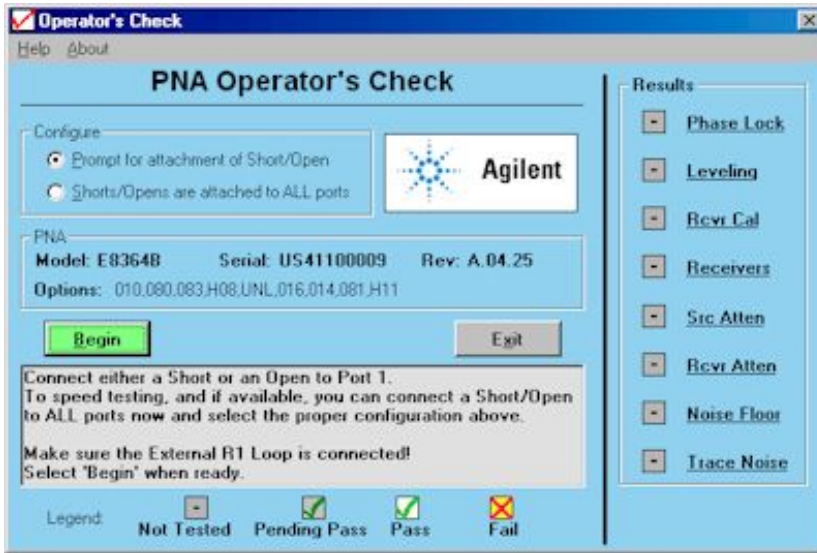 Operator's Check
Help About
PNA Operator's Check
Configure
Prompt for attachment of Short/Open
Shorts/Opens are attached to ALL ports
Agilent
PNA
Model: E8364B Serial: US41100009 Rev: A.04.25
Options: 010,080,083,H08,UNL,016,014,081,H11
Begin Exit
Connect either a Short or an Open to Port 1.
To speed testing, and if available, you can connect a Short/Open
to ALL ports now and select the proper configuration above.
Make sure the External R1 Loop is connected!
Select 'Begin' when ready.
Legend:
Not Tested Pending Pass Pass Fail
Results
Phase Lock
Leveling
Rcvr Cal
Receivers
Src Atten
Rcvr Atten
Noise Floor
Trace Noise